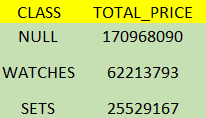 CLASS TOTAL_PRICE
NULL 170968090
WATCHES 62213793
SETS 25529167